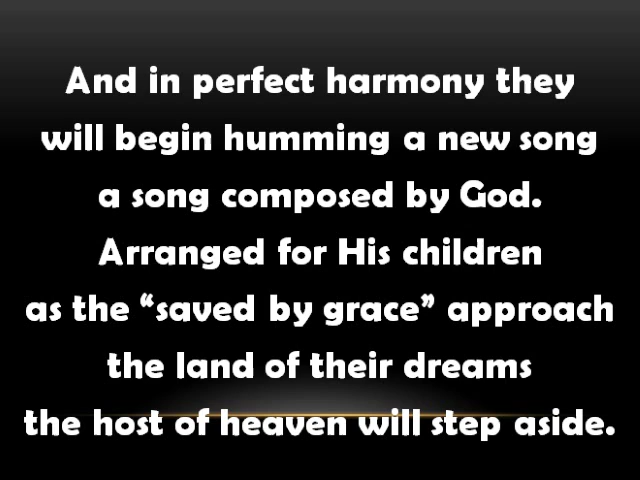 And in perfect harmony they
will begin humming a new song
a song composed by God.
Arranged for His children
as the “saved by grace” approach
the land of their dreams
the host of heaven will step aside.